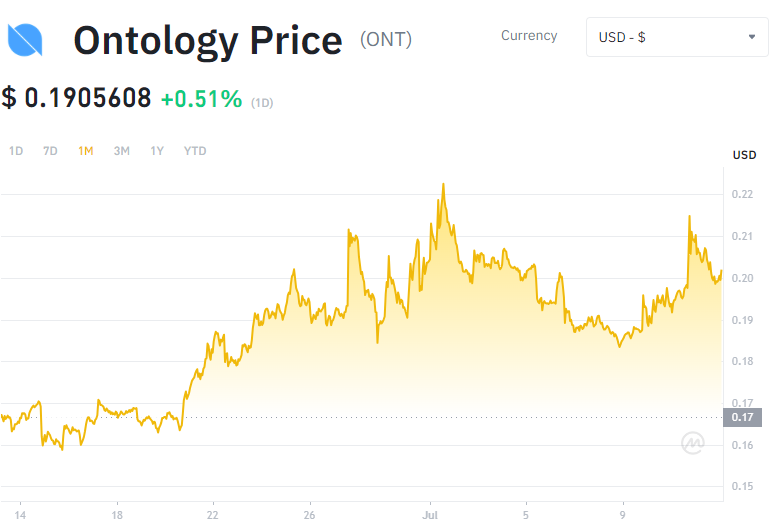 Ontology Price (ONT)
Currency
USD - $
$ 0.1905608 +0.51% (1D)
1D 7D 1M 3M 1Y YTD
USD
0.22
0.21
0.20
0.19
0.18
0.17
0.17
0.16
0.15
14 18 22 26 Jul 5 9